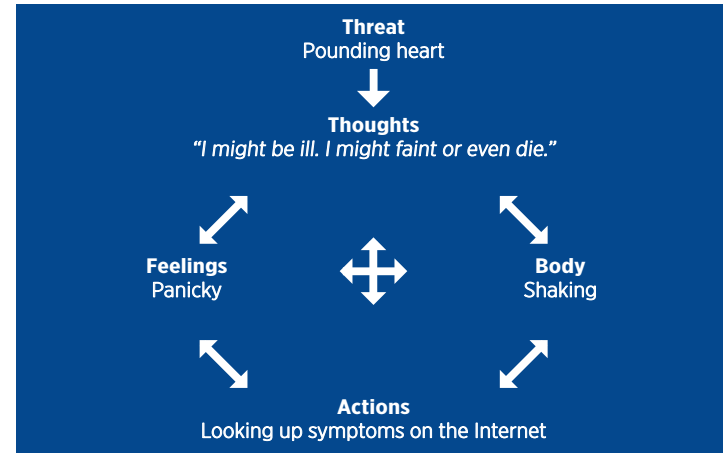 Threat
Pounding heart
Thoughts
“I might be ill. I might faint or even die.”
Feelings
Panicky
Body
Shaking
Actions
Looking up symptoms on the Internet